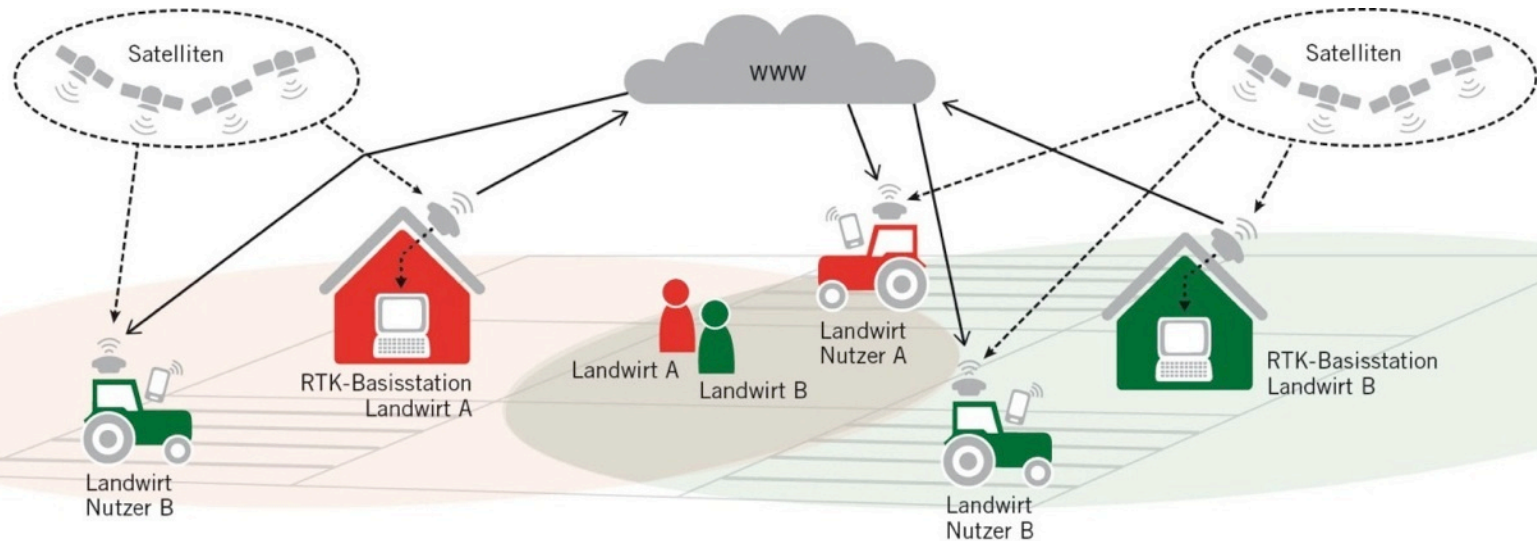 Satelliten
WWW
Satelliten
Landwirt
Nutzer A
Landwirt A
Landwirt B
RTK-Basisstation
Landwirt A
RTK-Basisstation
Landwirt B
Landwirt
Nutzer B
Landwirt
Nutzer B